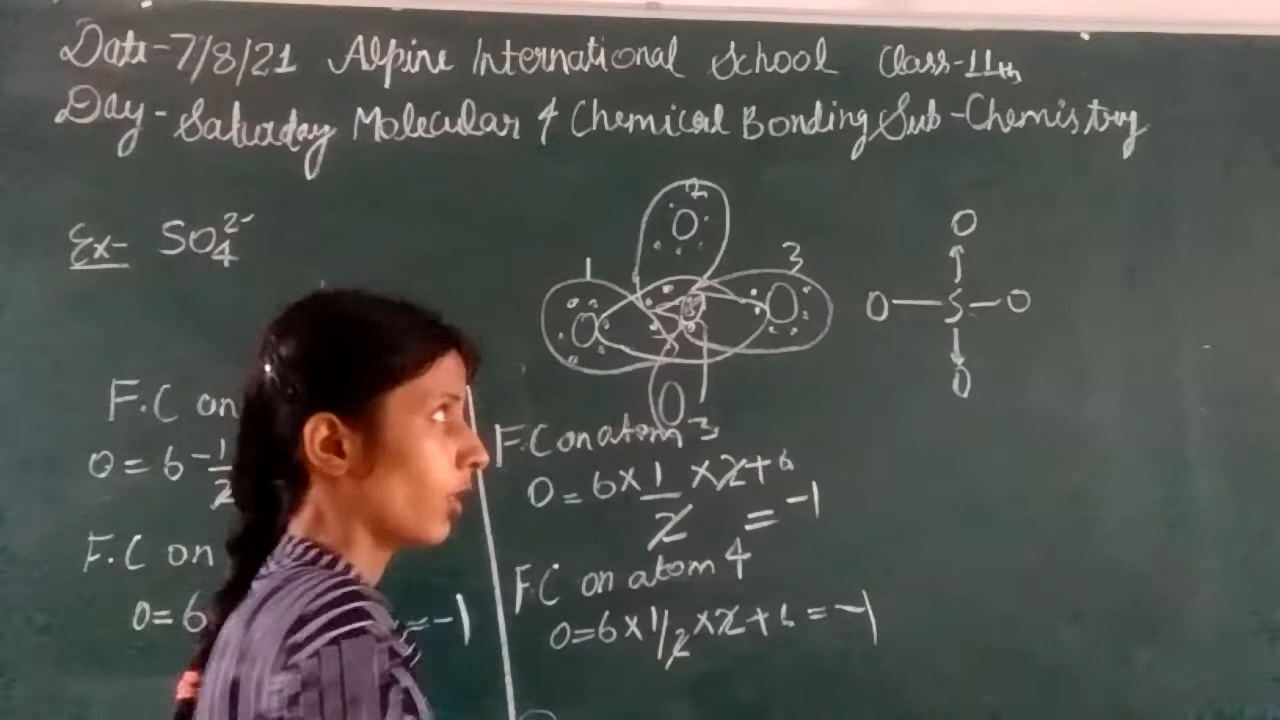 Date-7/8/21 Alpine International School Class-11th
Day-Saturday Molecular & Chemical Bonding Sub-Chemistry
Ex- SO₄²⁻
1 2 3
O O O O S
O
O—S—O
O
F.C on
O=6-1/2
F.C on
O=6 =-1
F.C on atom 3
O=6×1/2×2+6
=-1
F.C on atom 4
O=6×1/2×2+6=-1